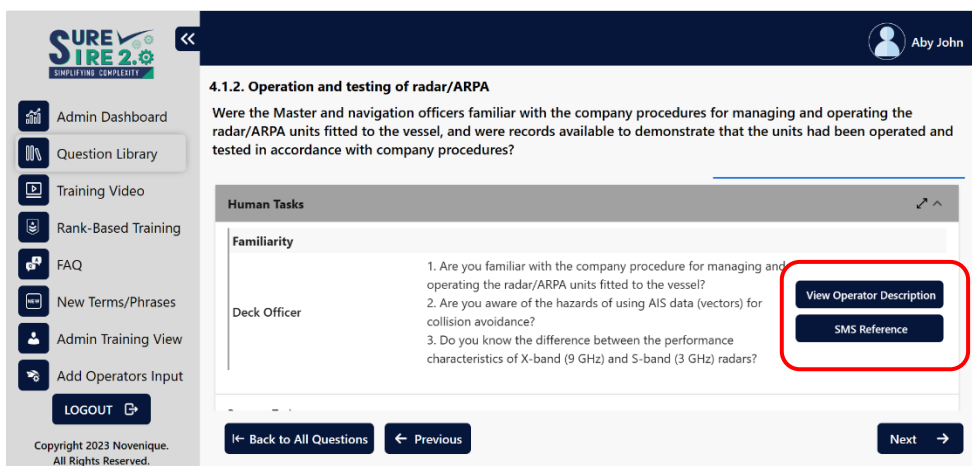 SURE
SIRE 2.0
SIMPLIFYING COMPLEXITY
Aby John
Admin Dashboard
Question Library
Training Video
Rank-Based Training
FAQ
New Terms/Phrases
Admin Training View
Add Operators Input
LOGOUT
Copyright 2023 Novenique.
All Rights Reserved.
4.1.2. Operation and testing of radar/ARPA
Were the Master and navigation officers familiar with the company procedures for managing and operating the
radar/ARPA units fitted to the vessel, and were records available to demonstrate that the units had been operated and
tested in accordance with company procedures?
Human Tasks
Familiarity
Deck Officer
1. Are you familiar with the company procedure for managing and
operating the radar/ARPA units fitted to the vessel?
2. Are you aware of the hazards of using AIS data (vectors) for
collision avoidance?
3. Do you know the difference between the performance
characteristics of X-band (9 GHz) and S-band (3 GHz) radars?
View Operator Description
SMS Reference
Back to All Questions
Previous
Next